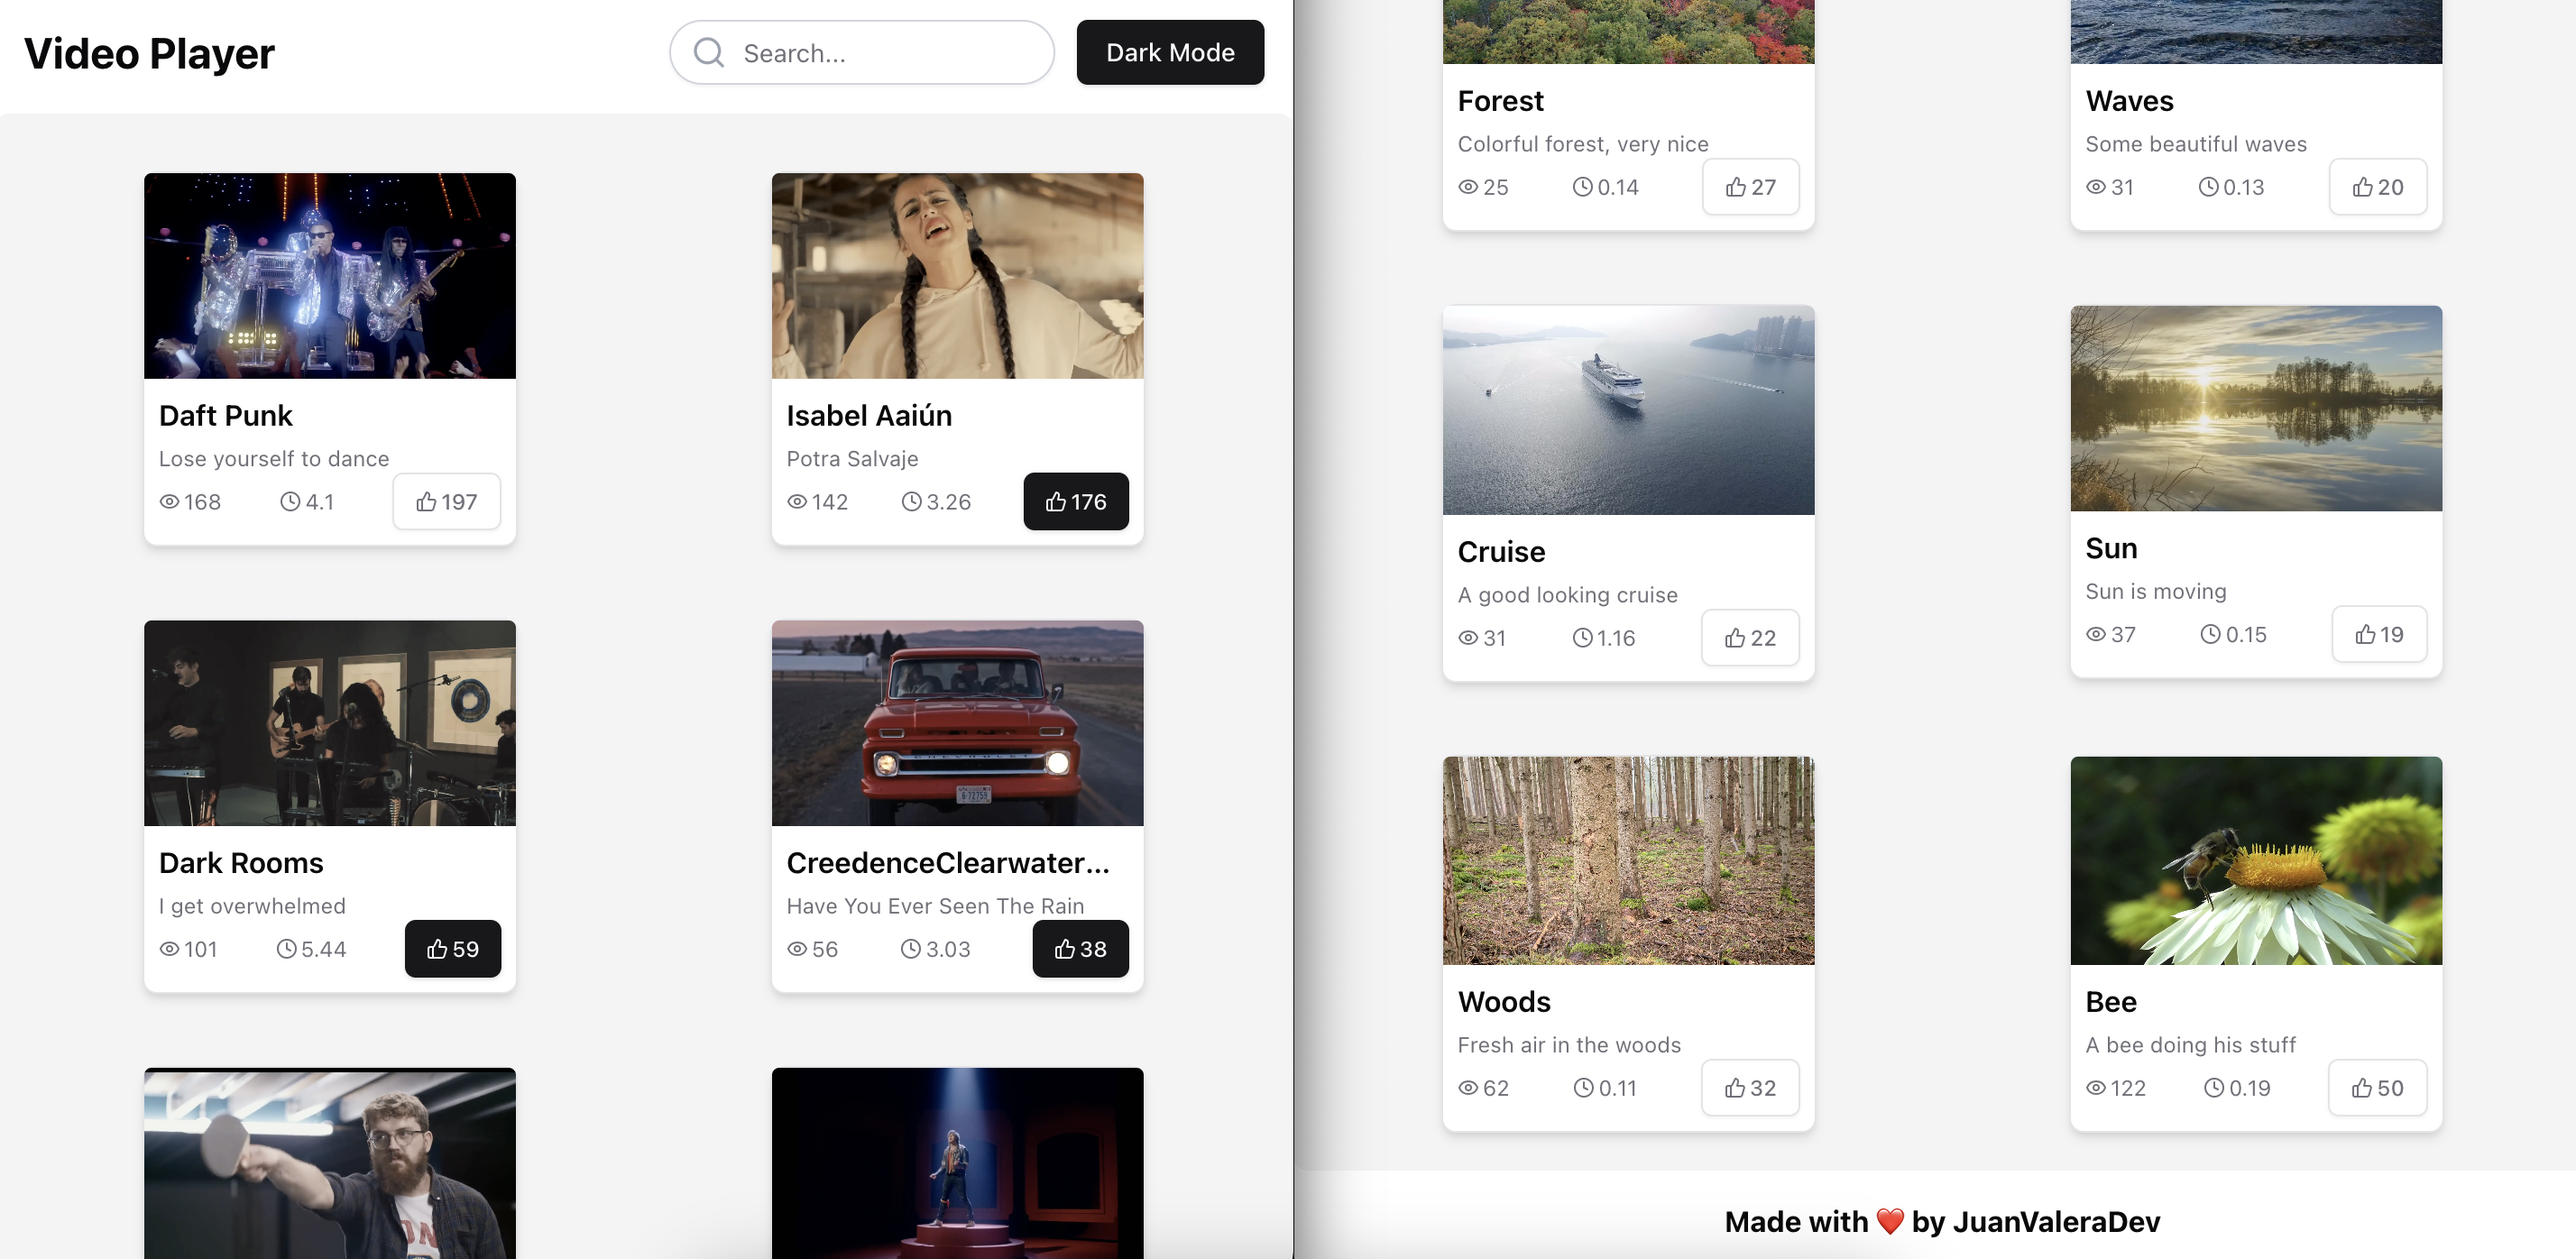 Video Player
Search...
Dark Mode
Daft Punk
Lose yourself to dance
168 4.1 197
Isabel Aaiún
Potra Salvaje
142 3.26 176
Dark Rooms
I get overwhelmed
101 5.44 59
CreedenceClearwater...
Have You Ever Seen The Rain
56 3.03 38
Forest
Colorful forest, very nice
25 0.14 27
Waves
Some beautiful waves
31 0.13 20
Cruise
A good looking cruise
31 1.16 22
Sun
Sun is moving
37 0.15 19
Woods
Fresh air in the woods
62 0.11 32
Bee
A bee doing his stuff
122 0.19 50
Made with ❤️ by JuanValeraDev